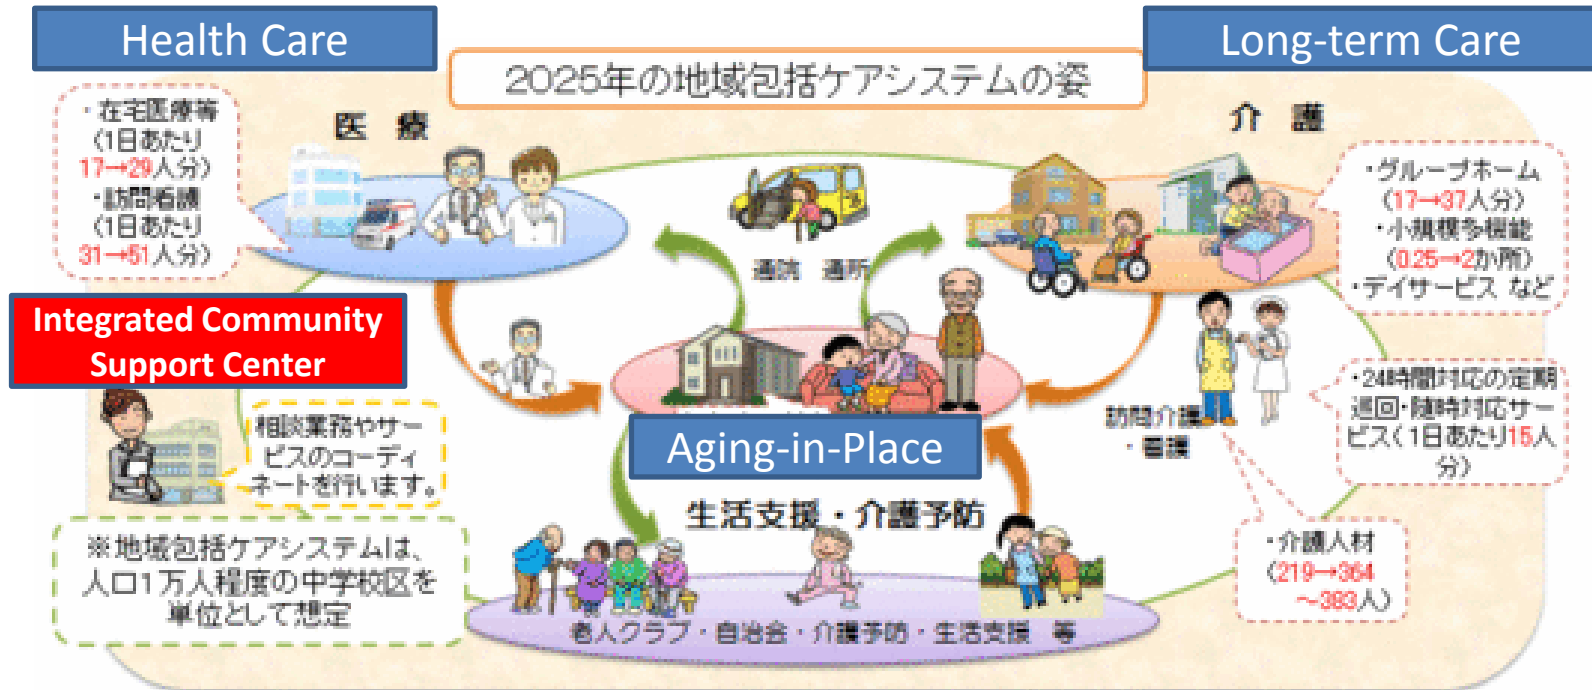 Health Care
Long-term Care
2025年の地域包括ケアシステムの姿
・在宅医療等
(1日あたり
17→29人分)
・訪問看護
(1日あたり
31→51人分)
医 療
介 護
・グループホーム
(17→37人分)
・小規模多機能
(0.25→2か所)
・デイサービス など
通院 通所
Integrated Community
Support Center
相談業務やサー
ビスのコーディ
ネートを行います。
Aging-in-Place
訪問介護
・看護
・24時間対応の定期
巡回・随時対応サー
ビス(1日あたり15人
分)
生活支援・介護予防
※地域包括ケアシステムは、
人口1万人程度の中学校区を
単位として想定
・介護人材
(219→364
~383人)
老人クラブ・自治会・介護予防・生活支援 等